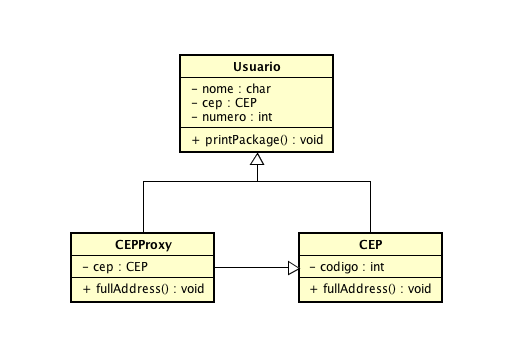 Usuario
- nome : char
- cep : CEP
- numero : int
+ printPackage() : void
CEPProxy
- cep : CEP
+ fullAddress() : void
CEP
- codigo : int
+ fullAddress() : void